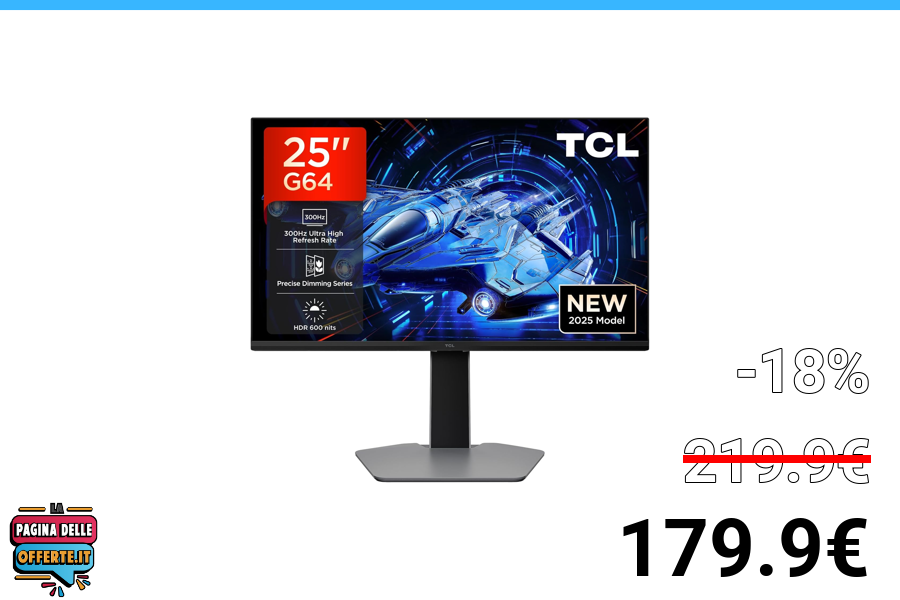 25"
G64
300Hz
300Hz Ultra High
Refresh Rate
Precise Dimming Series
HDR 600 nits
TCL
NEW
2025 Model
TCL
-18%
219.9€
179.9€
LA
PAGINA DELLE
OFFERTE.IT